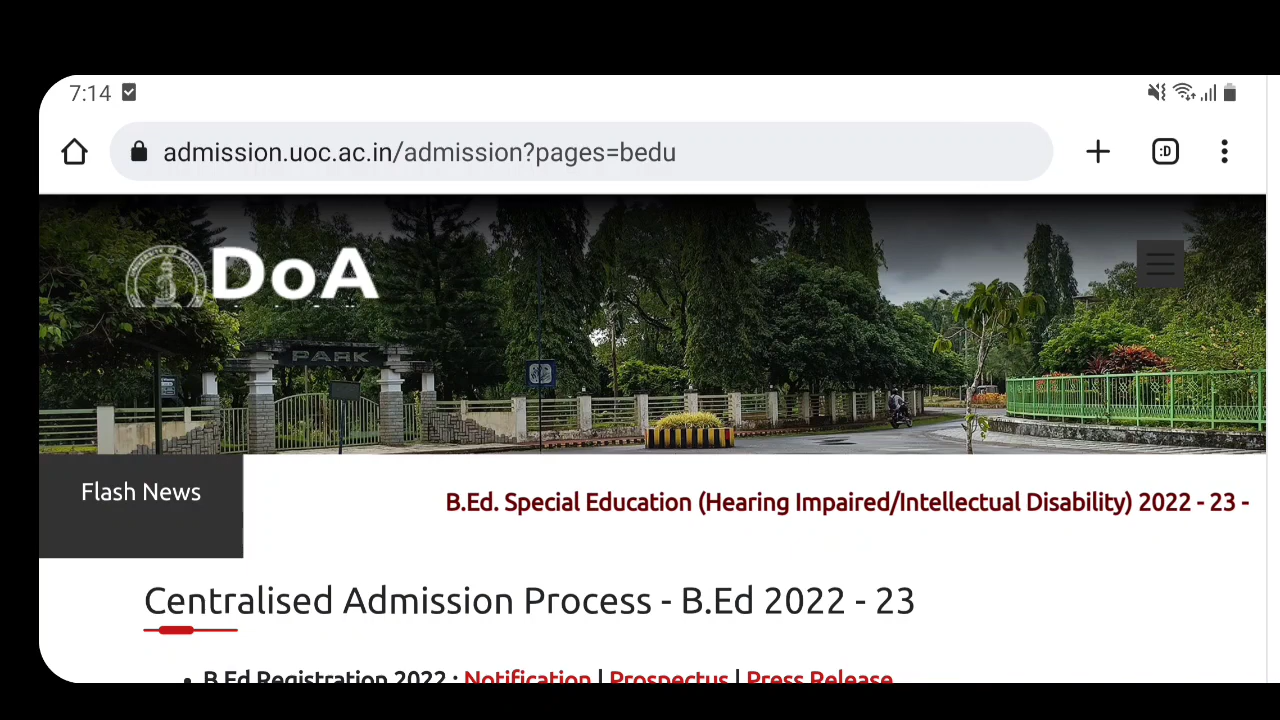 7:14
admission.uoc.ac.in/admission?pages=bedu
:D
DoA
PARK
Flash News
B.Ed. Special Education (Hearing Impaired/Intellectual Disability) 2022 - 23 -
Centralised Admission Process - B.Ed 2022 - 23
• B.Ed Registration 2022 : Notification | Prospectus | Press Release